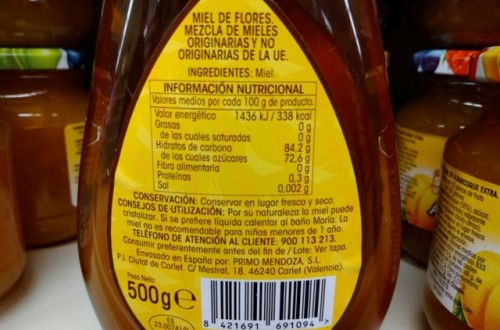 MIEL DE FLORES.
MEZCLA DE MIELES
ORIGINARIAS Y NO
ORIGINARIAS DE LA UE.
INGREDIENTES: Miel.
INFORMACIÓN NUTRICIONAL
Valores medios por cada 100 g de producto.
Valor energético 1436 kJ / 338 kcal
Grasas 0 g
de las cuales saturadas 0 g
Hidratos de carbono 84,2 g
de los cuales azúcares 72,6 g
Fibra alimentaria 0 g
Proteínas 0,3 g
Sal 0,002 g
CONSERVACIÓN: Conservar en lugar fresco y seco.
CONSEJOS DE UTILIZACIÓN: Por su naturaleza la miel puede
cristalizar. Si se prefiere líquida calentar al baño María. La
miel no es recomendable para niños menores de 1 año.
TELÉFONO DE ATENCIÓN AL CLIENTE: 900 113 213.
Consumir preferentemente antes del fin de / Lote: Ver tapa.
Envasado en España por: PRIMO MENDOZA, S.L.
P.I. Ciutat de Carlet. C/ Mestral, 18. 46240 Carlet (Valencia).
Peso Neto:
500g e
ES
8 421691 691094
EXTRA